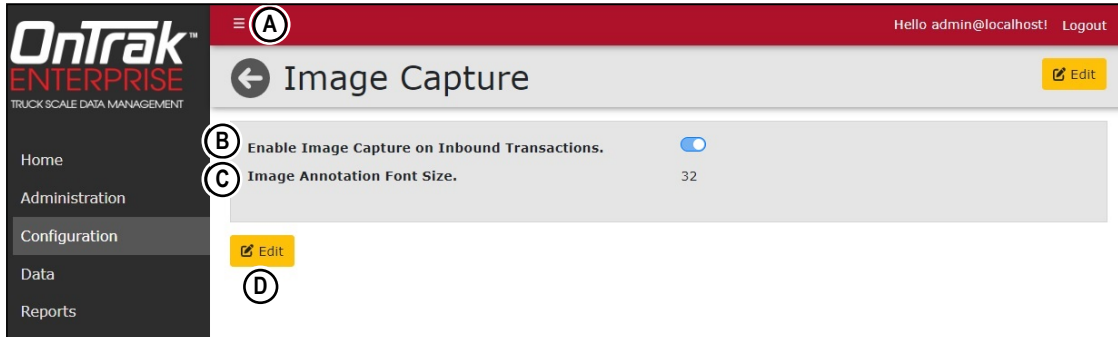 OnTrak™
ENTERPRISE
TRUCK SCALE DATA MANAGEMENT
A
Hello admin@localhost! Logout
Image Capture
Edit
B
Enable Image Capture on Inbound Transactions.
C
Image Annotation Font Size. 32
Edit
D
Home
Administration
Configuration
Data
Reports